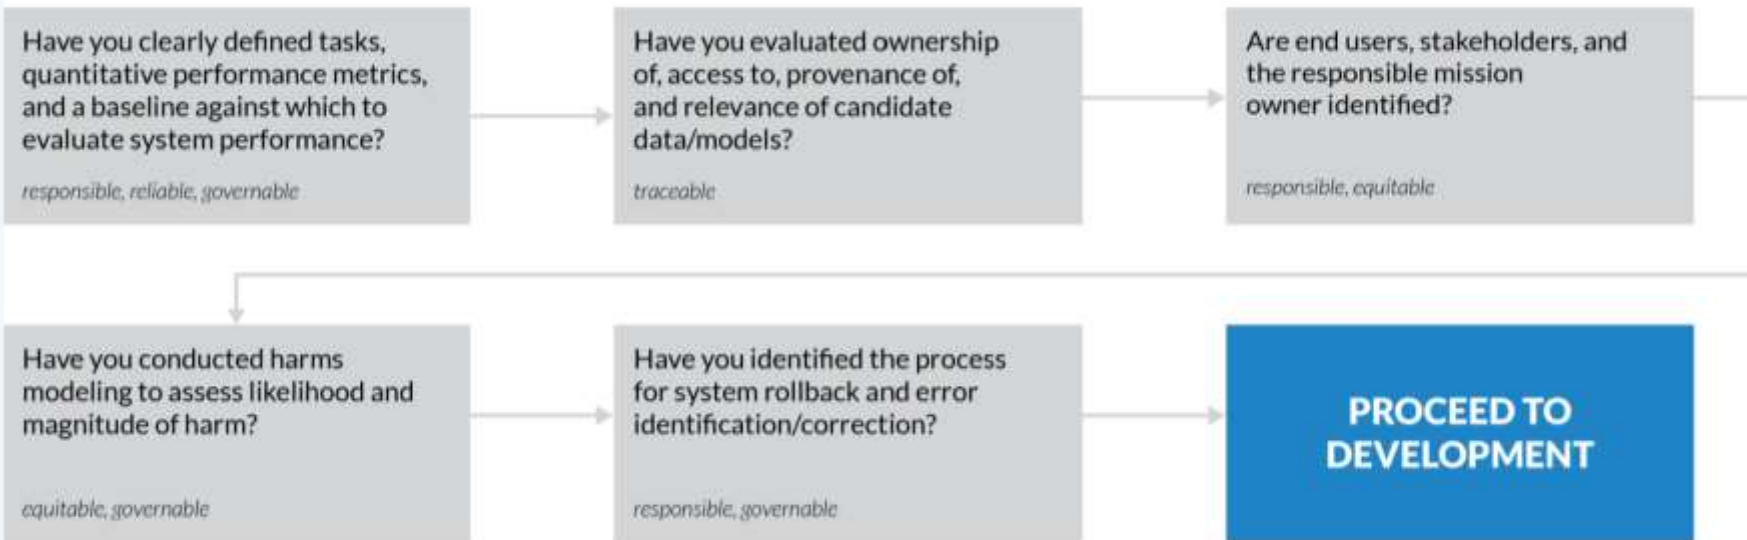 Have you clearly defined tasks,
quantitative performance metrics,
and a baseline against which to
evaluate system performance?
responsible, reliable, governable
Have you evaluated ownership
of, access to, provenance of,
and relevance of candidate
data/models?
traceable
Are end users, stakeholders, and
the responsible mission
owner identified?
responsible, equitable
Have you conducted harms
modeling to assess likelihood and
magnitude of harm?
equitable, governable
Have you identified the process
for system rollback and error
identification/correction?
responsible, governable
PROCEED TO
DEVELOPMENT